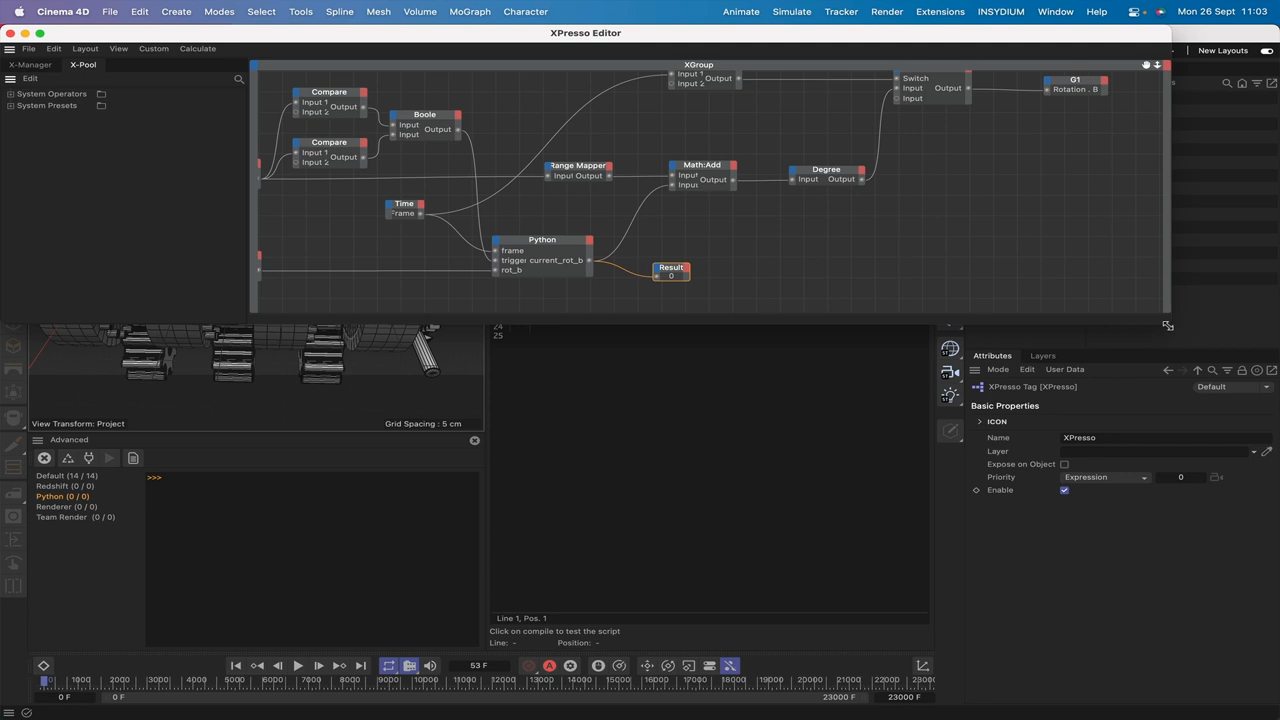 Cinema 4D File Edit Create Modes Select Tools Spline Mesh Volume MoGraph Character Animate Simulate Tracker Render Extensions INSYDIUM Window Help Mon 26 Sept 11:03
XPresso Editor
File Edit Layout View Custom Calculate
New Layouts
X-Manager X-Pool
XGroup
Edit
System Operators
System Presets
Compare
Input 1
Input 2
Output
Compare
Input 1
Input 2
Output
Boole
Input
Input
Output
Time
Frame
Python
frame
trigger
rot_b
current_rot_b
Range Mapper
Input Output
Input 1
Input 2
Output
Math:Add
Input
Input
Output
Result
0
Degree
Input Output
Switch
Input
Input
Output
G1
Rotation . B
24
25
View Transform: Project
Grid Spacing : 5 cm
Advanced
Default (14 / 14)
Redshift (0 / 0)
Python (0 / 0)
Renderer (0 / 0)
Team Render (0 / 0)
>>>
Line 1, Pos. 1
Click on compile to test the script
Line: - Position: -
Attributes Layers
Mode Edit User Data
XPresso Tag [XPresso]
Default
Basic Properties
ICON
Name XPresso
Layer
Expose on Object
Priority Expression 0
Enable
53 F
1000 2000 3000 4000 5000 6000 7000 8000 9000 10000 11000 12000 13000 14000 15000 16000 17000 18000 19000 20000 21000 22000
0 F 0 F 23000 F 23000 F